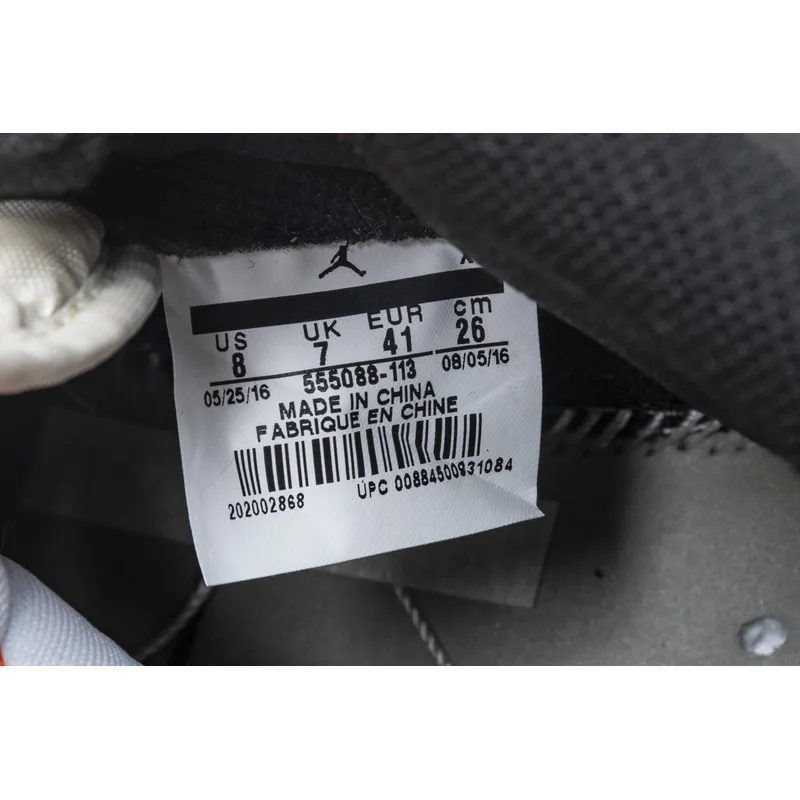 US UK EUR cm
8 7 41 26
05/25/16 555088-113 08/05/16
MADE IN CHINA
FABRIQUE EN CHINE
202002868 UPC 00884500931084